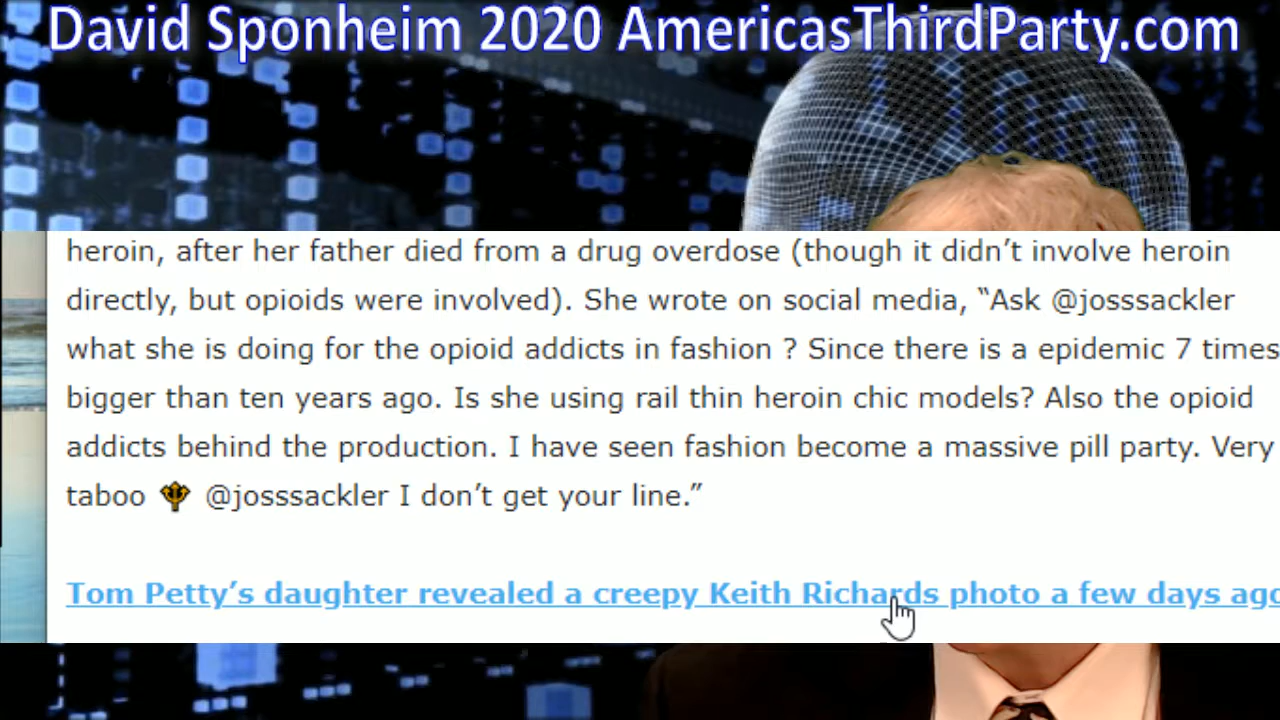 David Sponheim 2020 AmericasThirdParty.com
heroin, after her father died from a drug overdose (though it didn’t involve heroin
directly, but opioids were involved). She wrote on social media, “Ask @josssackler
what she is doing for the opioid addicts in fashion ? Since there is a epidemic 7 times
bigger than ten years ago. Is she using rail thin heroin chic models? Also the opioid
addicts behind the production. I have seen fashion become a massive pill party. Very
taboo 🔱 @josssackler I don’t get your line.”
Tom Petty’s daughter revealed a creepy Keith Richards photo a few days ago